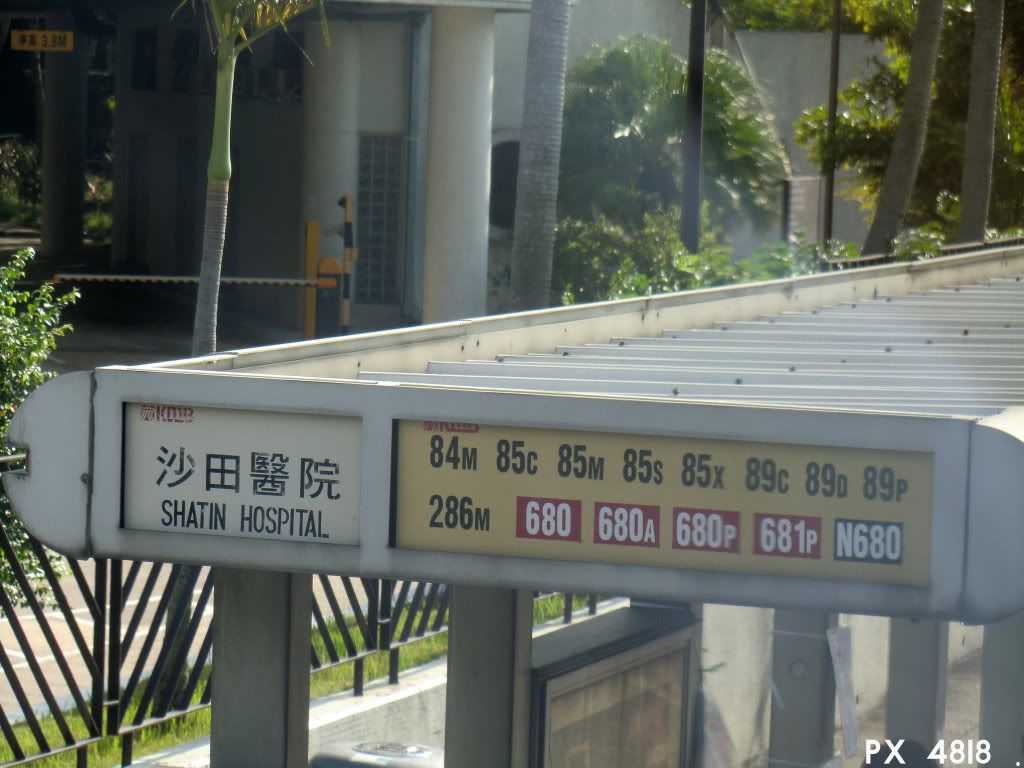 淨高 3.8M
KMB
沙田醫院
SHATIN HOSPITAL
84M 85C 85M 85S 85X 89C 89D 89P
286M 680 680A 680P 681P N680
PX 4818 .